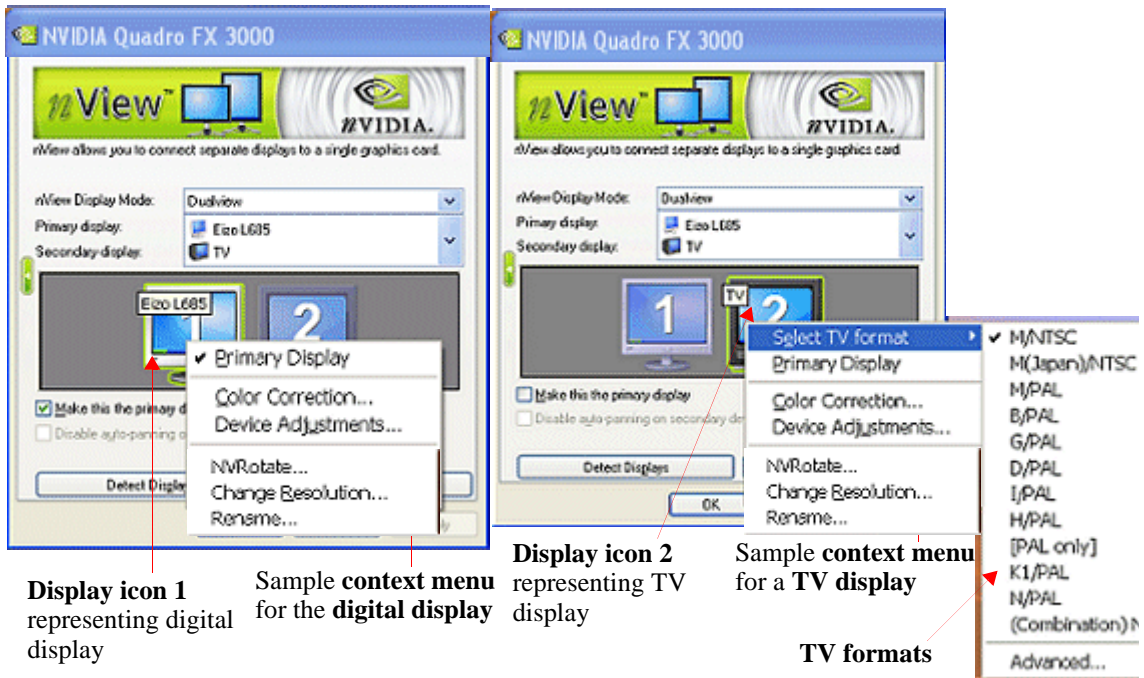 NVIDIA Quadro FX 3000
nView™
NVIDIA.
nView allows you to connect separate displays to a single graphics card.
nView Display Mode:
Dualview
Primary display:
Eizo L685
Secondary display:
TV
Eizo L685
1
2
Primary Display
Color Correction...
Device Adjustments...
NVRotate...
Change Resolution...
Rename...
Make this the primary d
Disable auto-panning o
Detect Display
Display icon 1
representing digital
display
Sample context menu
for the digital display
NVIDIA Quadro FX 3000
nView™
NVIDIA.
nView allows you to connect separate displays to a single graphics card
nView Display Mode:
Dualview
Primary display:
Eizo L685
Secondary display:
TV
1
TV
2
Select TV format
Primary Display
Color Correction...
Device Adjustments...
NVRotate...
Change Resolution...
Rename...
Make this the primary display
Disable auto-panning on secondary de
Detect Displays
OK
M/NTSC
M(Japan)/NTSC
M/PAL
B/PAL
G/PAL
D/PAL
I/PAL
H/PAL
[PAL only]
K1/PAL
N/PAL
(Combination) N
Advanced...
Display icon 2
representing TV
display
Sample context menu
for a TV display
TV formats